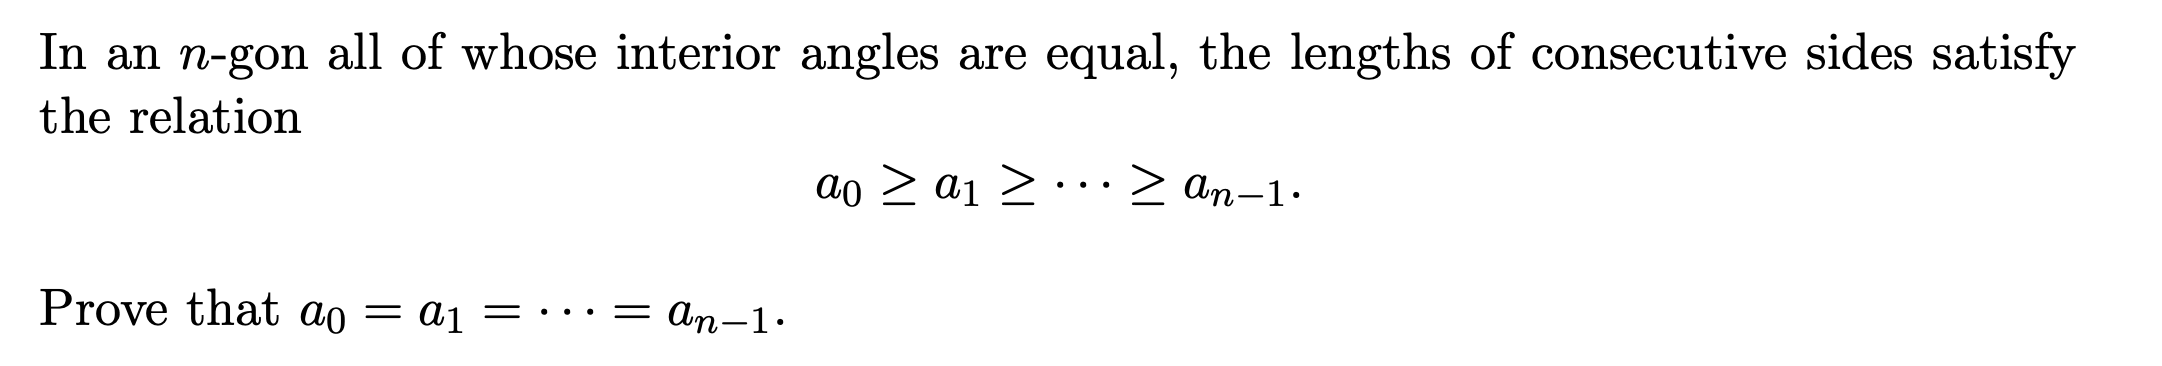 In an n-gon all of whose interior angles are equal, the lengths of consecutive sides satisfy
the relation
a₀ ≥ a₁ ≥ ⋯ ≥ aₙ₋₁.
Prove that a₀ = a₁ = ⋯ = aₙ₋₁.